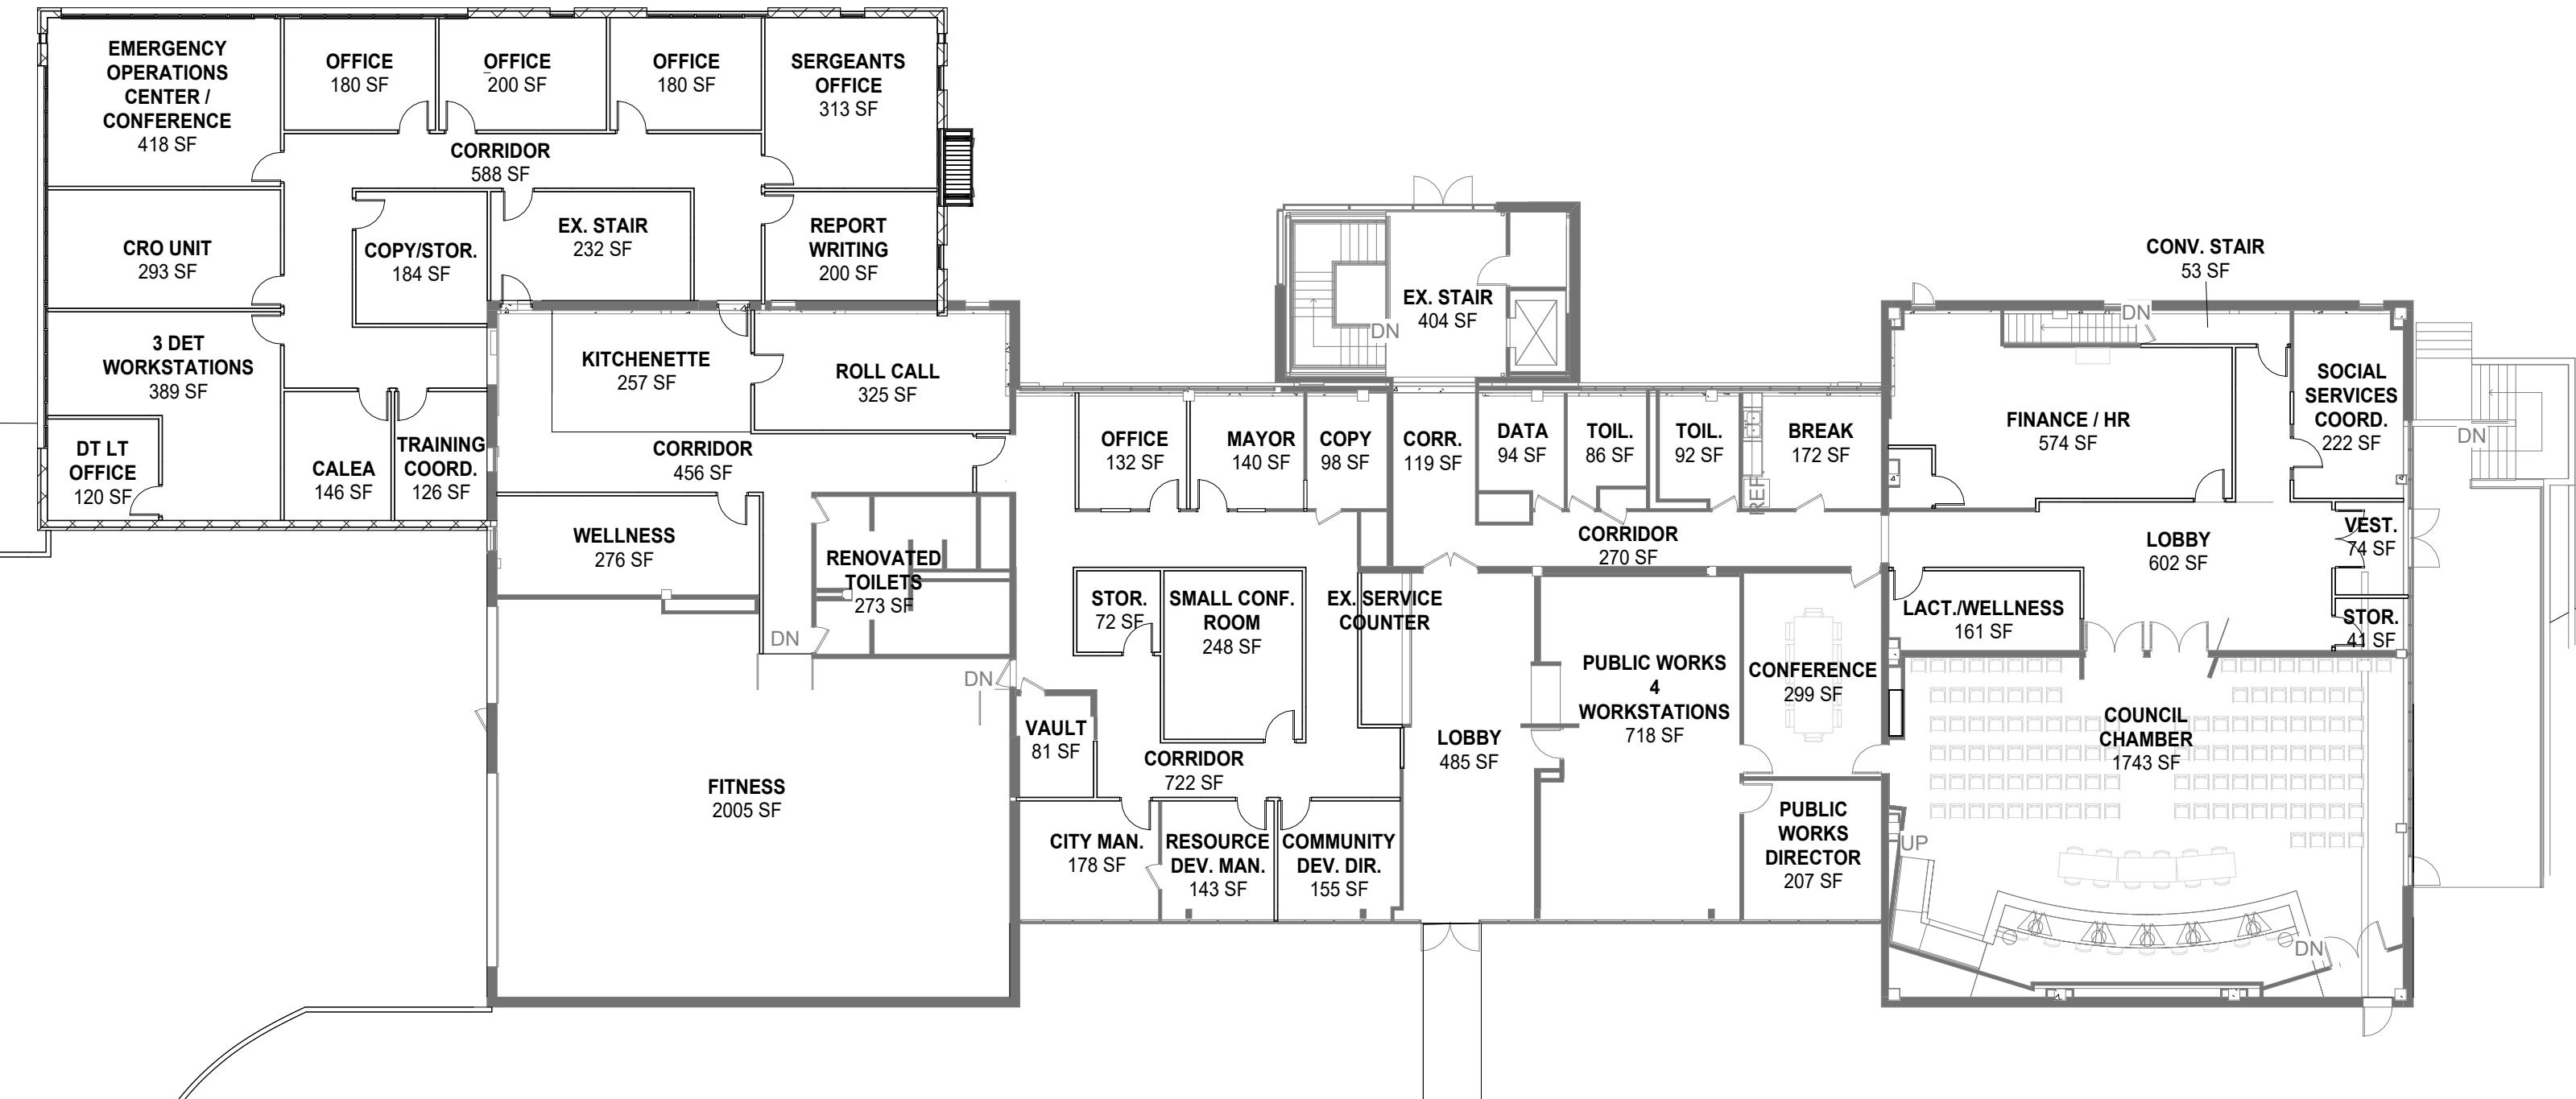 EMERGENCY
OPERATIONS
CENTER /
CONFERENCE
418 SF
OFFICE
180 SF
OFFICE
200 SF
OFFICE
180 SF
SERGEANTS
OFFICE
313 SF
CORRIDOR
588 SF
CRO UNIT
293 SF
COPY/STOR.
184 SF
EX. STAIR
232 SF
REPORT
WRITING
200 SF
3 DET
WORKSTATIONS
389 SF
DT LT
OFFICE
120 SF
CALEA
146 SF
TRAINING
COORD.
126 SF
KITCHENETTE
257 SF
ROLL CALL
325 SF
CORRIDOR
456 SF
WELLNESS
276 SF
RENOVATED
TOILETS
273 SF
DN
FITNESS
2005 SF
DN
EX. STAIR
404 SF
DN
OFFICE
132 SF
MAYOR
140 SF
COPY
98 SF
CORR.
119 SF
DATA
94 SF
TOIL.
86 SF
TOIL.
92 SF
REF.
BREAK
172 SF
CORRIDOR
270 SF
STOR.
72 SF
SMALL CONF.
ROOM
248 SF
EX. SERVICE
COUNTER
VAULT
81 SF
CORRIDOR
722 SF
CITY MAN.
178 SF
RESOURCE
DEV. MAN.
143 SF
COMMUNITY
DEV. DIR.
155 SF
LOBBY
485 SF
PUBLIC WORKS
4
WORKSTATIONS
718 SF
CONFERENCE
299 SF
PUBLIC
WORKS
DIRECTOR
207 SF
CONV. STAIR
53 SF
DN
FINANCE / HR
574 SF
SOCIAL
SERVICES
COORD.
222 SF
DN
LOBBY
602 SF
VEST.
74 SF
LACT./WELLNESS
161 SF
STOR.
41 SF
COUNCIL
CHAMBER
1743 SF
UP
DN